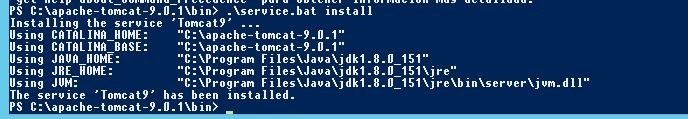 get help about_Command_Precedence" para obtener información más detallada.
PS C:\apache-tomcat-9.0.1\bin> .\service.bat install
Installing the service 'Tomcat9' ...
Using CATALINA_HOME:    "C:\apache-tomcat-9.0.1"
Using CATALINA_BASE:    "C:\apache-tomcat-9.0.1"
Using JAVA_HOME:        "C:\Program Files\Java\jdk1.8.0_151"
Using JRE_HOME:         "C:\Program Files\Java\jdk1.8.0_151\jre"
Using JVM:              "C:\Program Files\Java\jdk1.8.0_151\jre\bin\server\jvm.dll"
The service 'Tomcat9' has been installed.
PS C:\apache-tomcat-9.0.1\bin> _